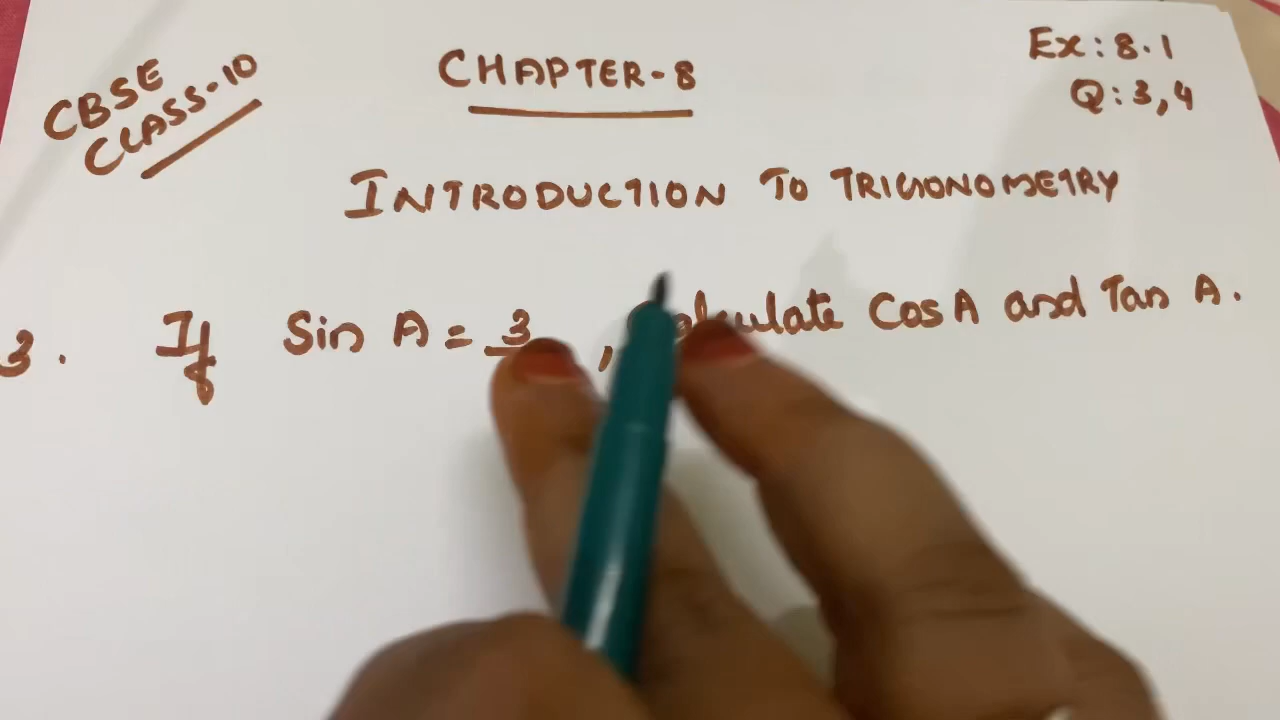 CBSE
CLASS-10
CHAPTER-8
Ex: 8.1
Q: 3,4
INTRODUCTION TO TRIGONOMETRY
3. If Sin A = 3 , Calculate Cos A and Tan A.